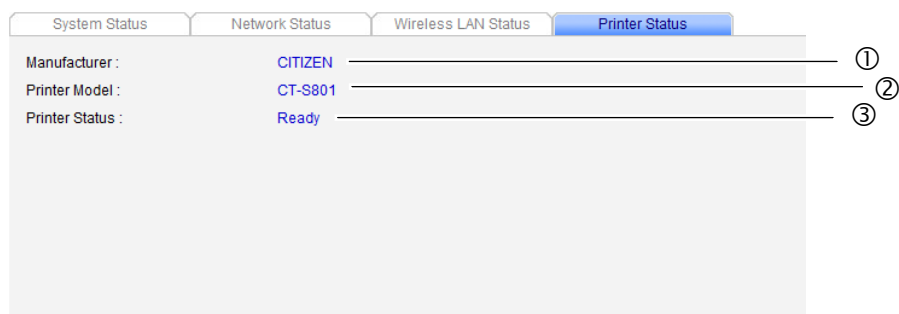 System Status Network Status Wireless LAN Status Printer Status
Manufacturer : CITIZEN ①
Printer Model : CT-S801 ②
Printer Status : Ready ③